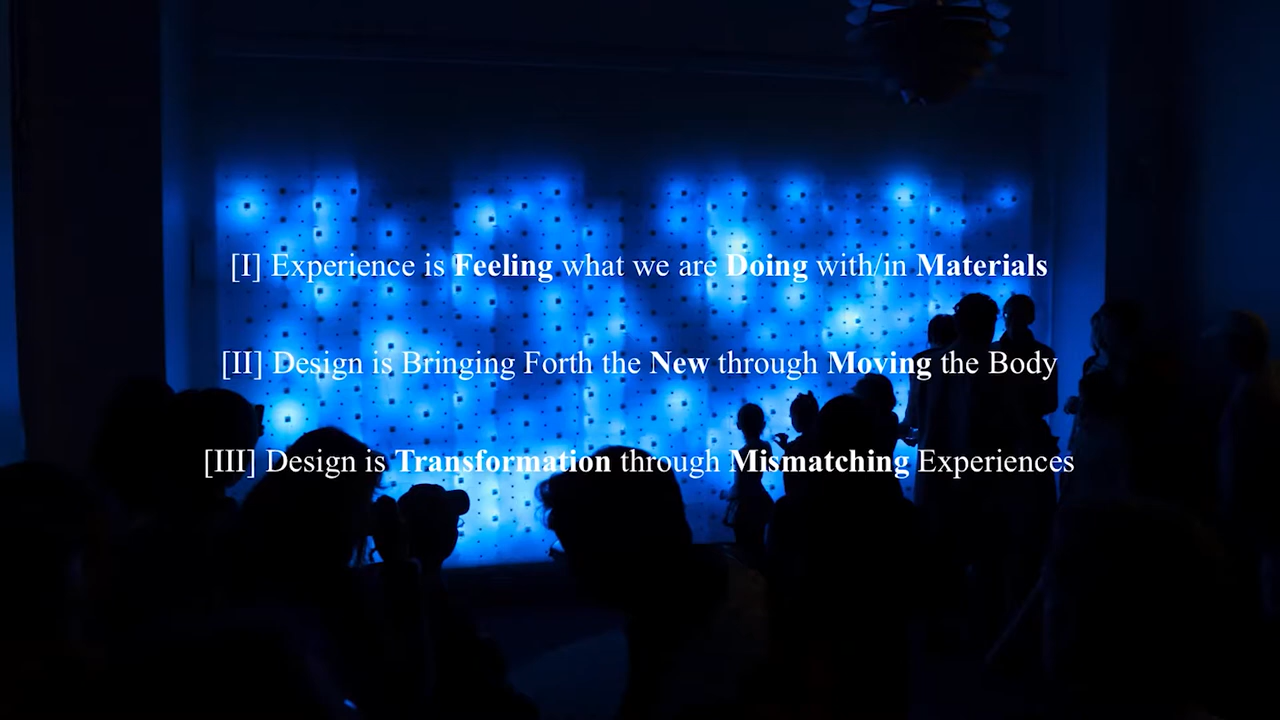 [I] Experience is Feeling what we are Doing with/in Materials
[II] Design is Bringing Forth the New through Moving the Body
[III] Design is Transformation through Mismatching Experiences